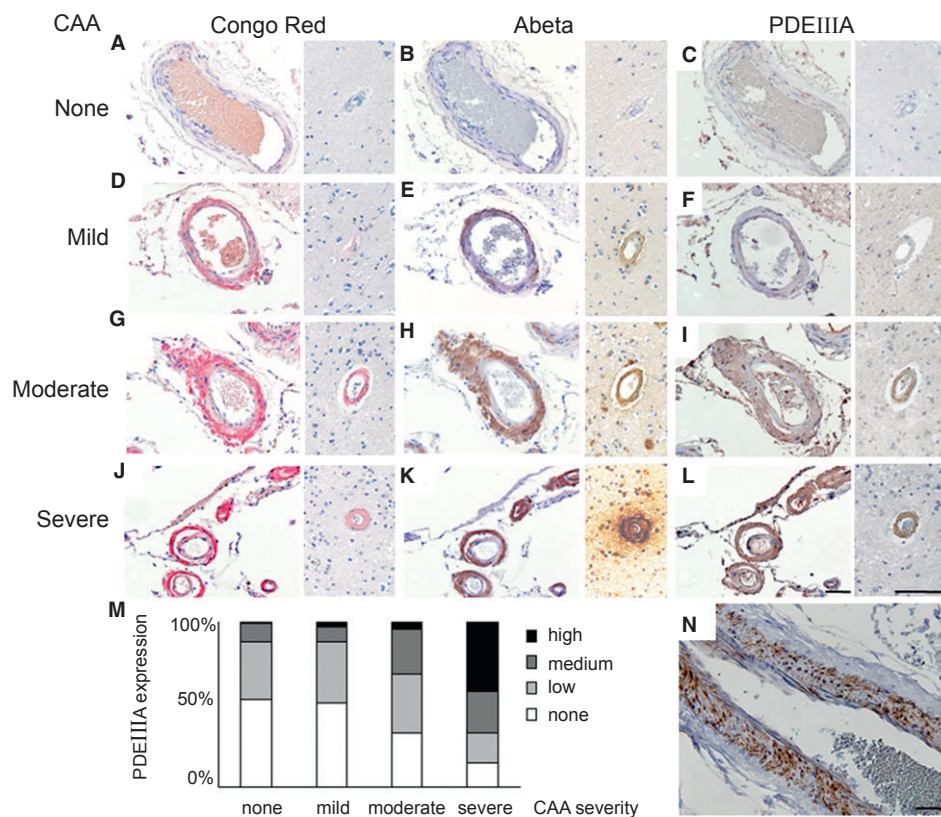 CAA Congo Red Abeta PDEIIIA
A B C
None
D E F
Mild
G H I
Moderate
J K L
Severe
M N
PDEIIIA expression
100%
50%
0%
high
medium
low
none
none mild moderate severe CAA severity